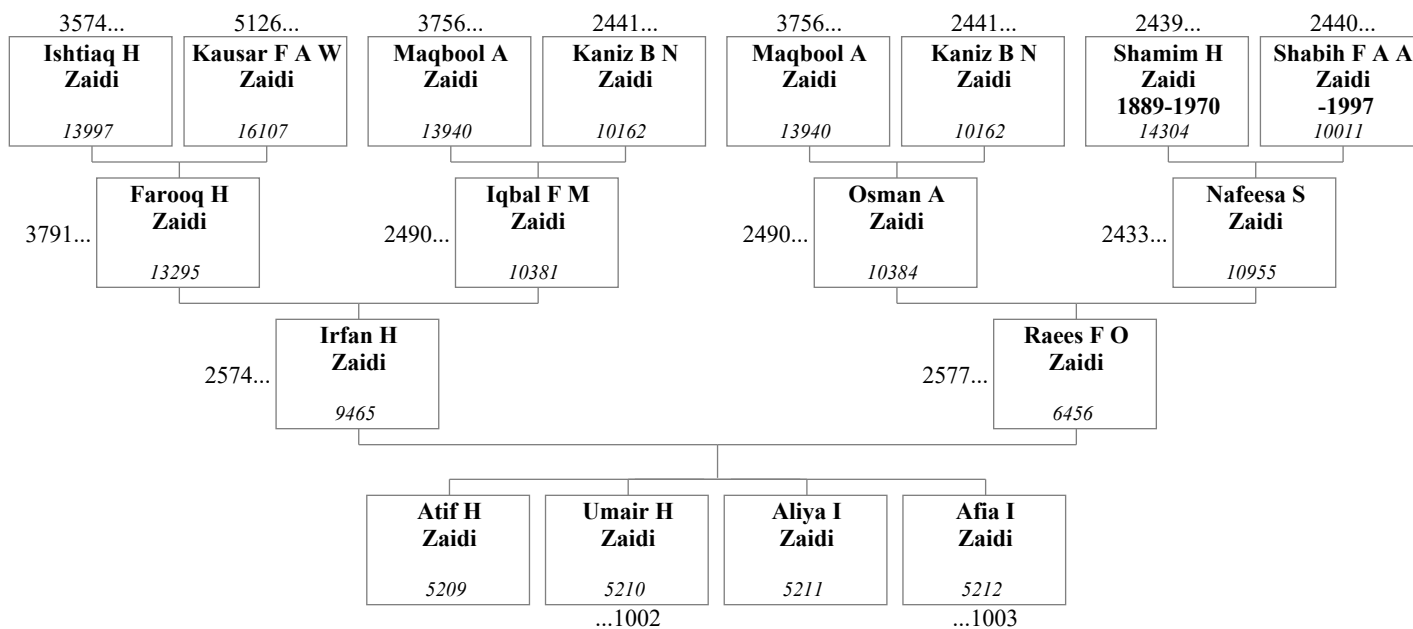 3574... 5126... 3756... 2441... 3756... 2441... 2439... 2440...
Ishtiaq H Kausar F A W Maqbool A Kaniz B N Maqbool A Kaniz B N Shamim H Shabih F A A
Zaidi Zaidi Zaidi Zaidi Zaidi Zaidi Zaidi Zaidi
1889-1970 -1997
13997 16107 13940 10162 13940 10162 14304 10011
Farooq H Iqbal F M Osman A Nafeesa S
Zaidi Zaidi Zaidi Zaidi
3791... 2490... 2490... 2433...
13295 10381 10384 10955
Irfan H Raees F O
Zaidi Zaidi
2574... 2577...
9465 6456
Atif H Umair H Aliya I Afia I
Zaidi Zaidi Zaidi Zaidi
5209 5210 5211 5212
...1002 ...1003